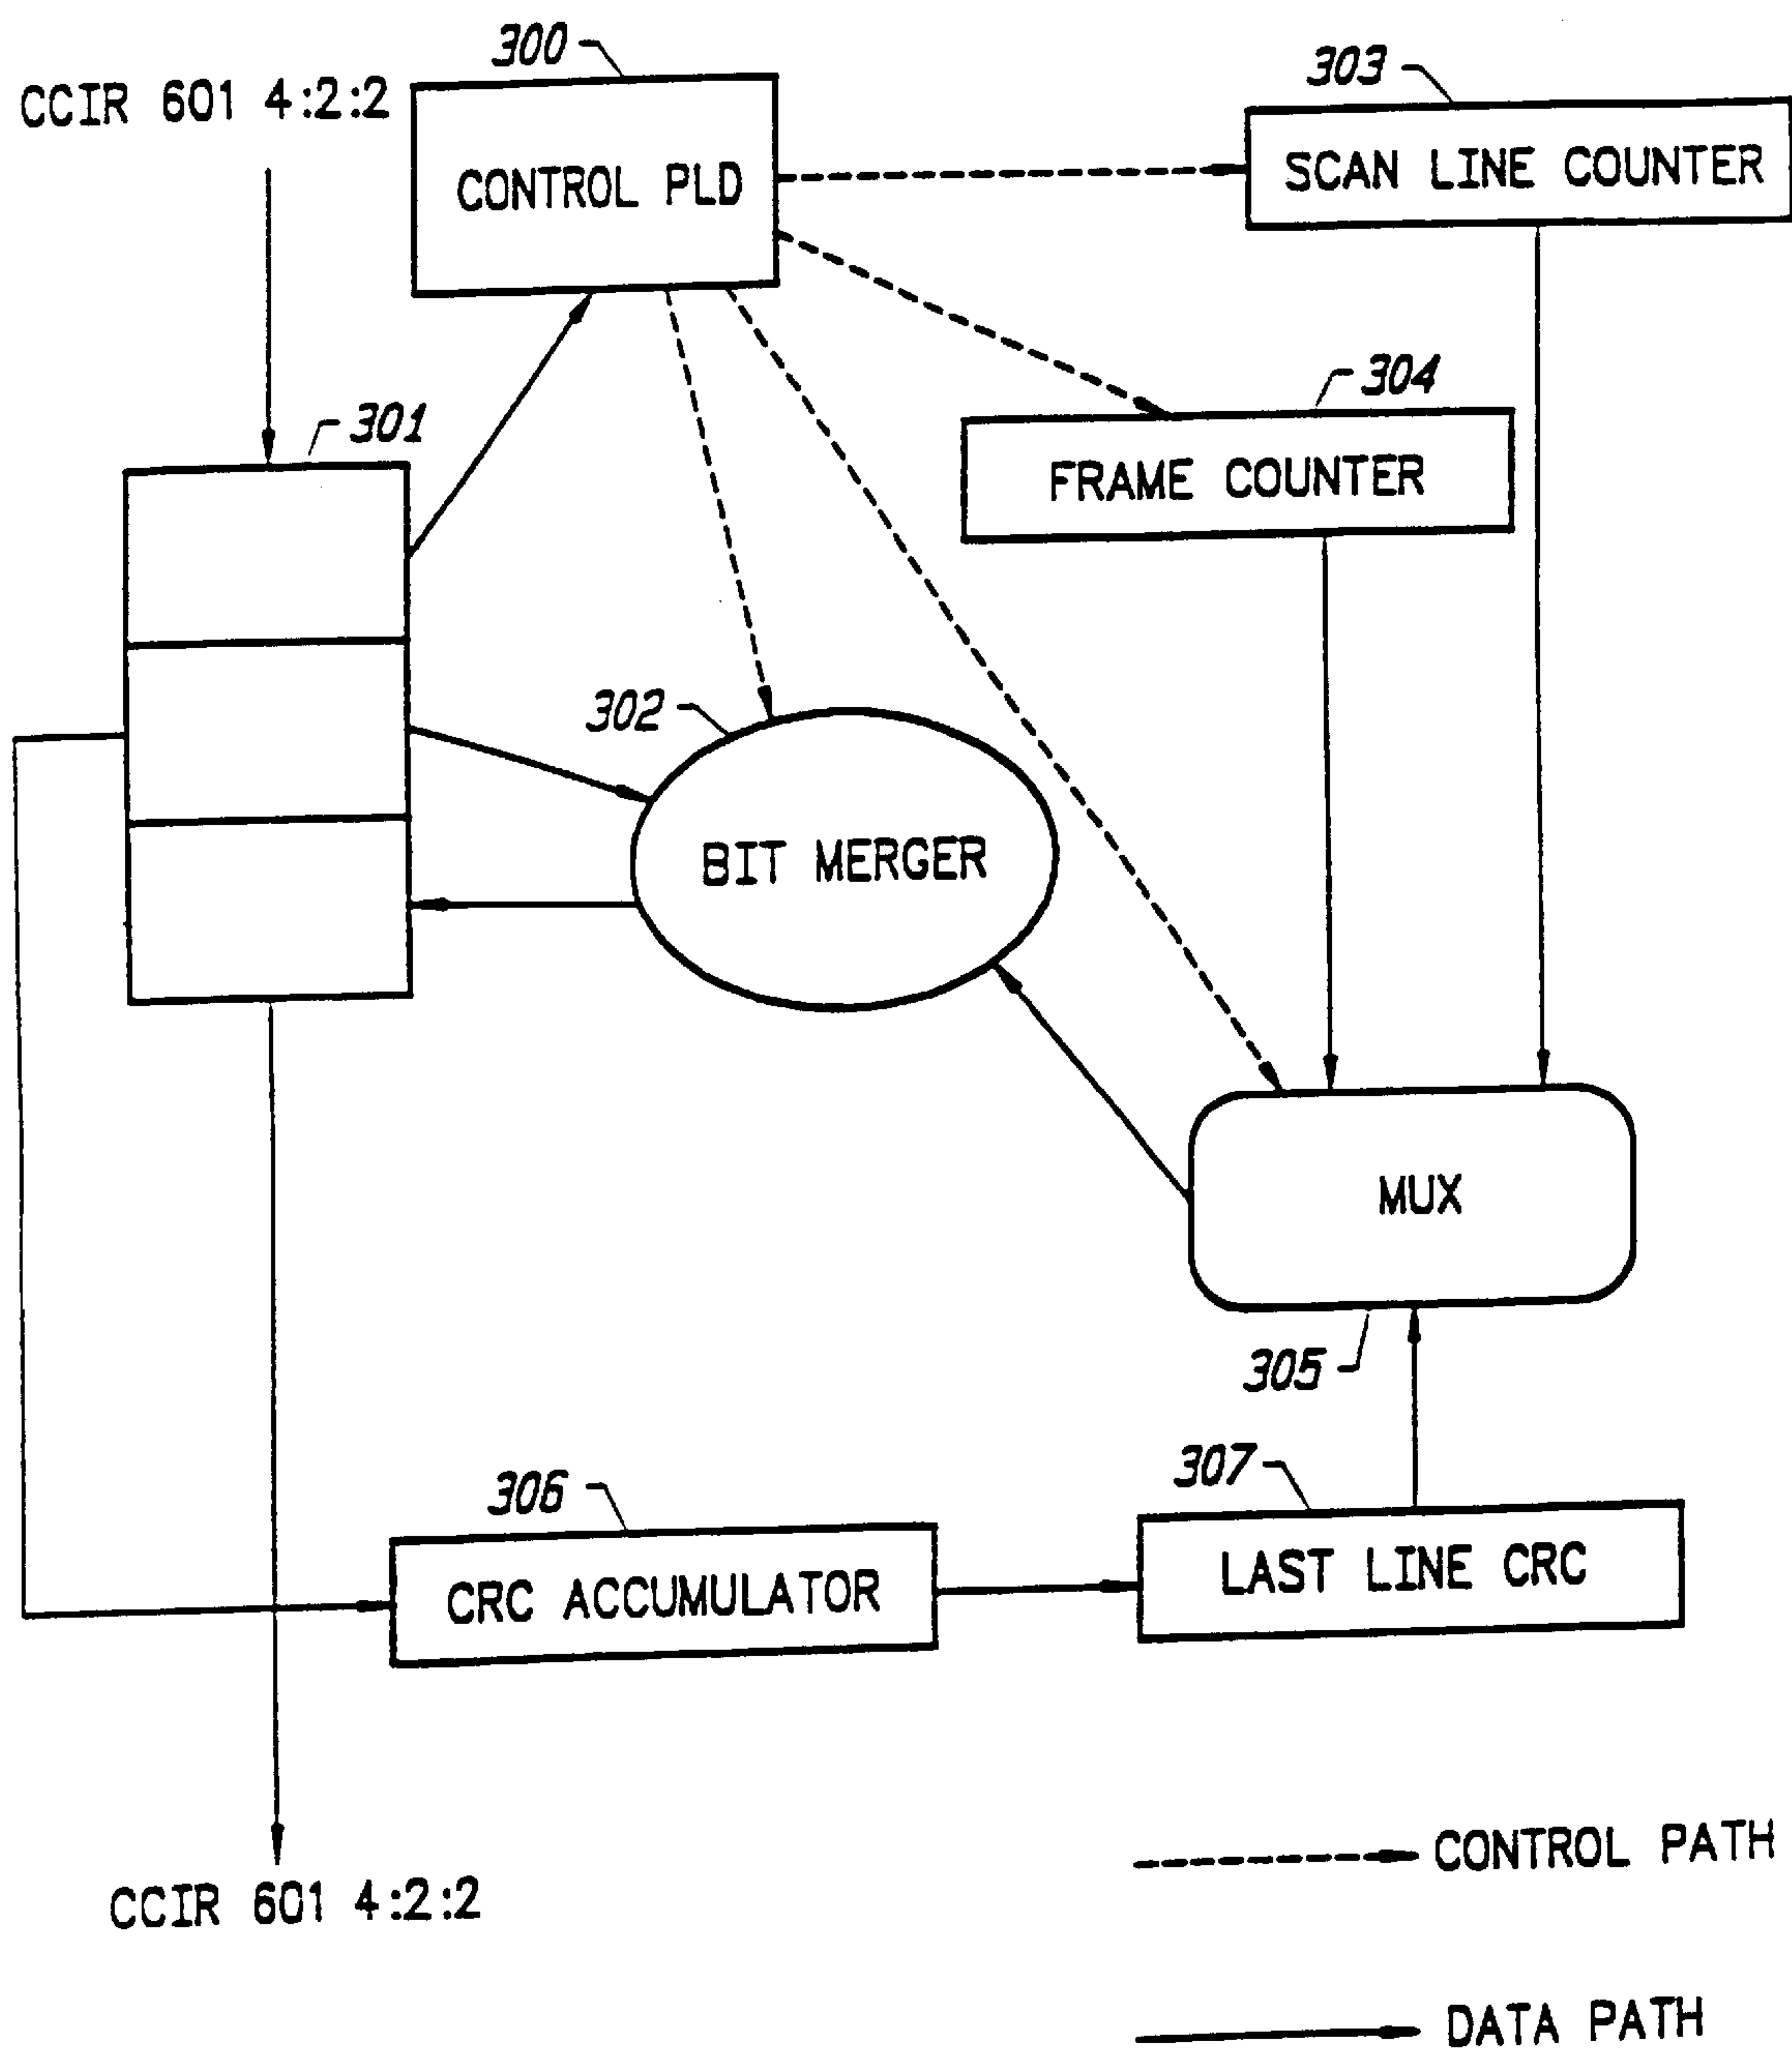 300
303
CCIR 601 4:2:2
CONTROL PLD
SCAN LINE COUNTER
304
301
FRAME COUNTER
302
BIT MERGER
MUX
305
307
306
LAST LINE CRC
CRC ACCUMULATOR
CONTROL PATH
CCIR 601 4:2:2
DATA PATH